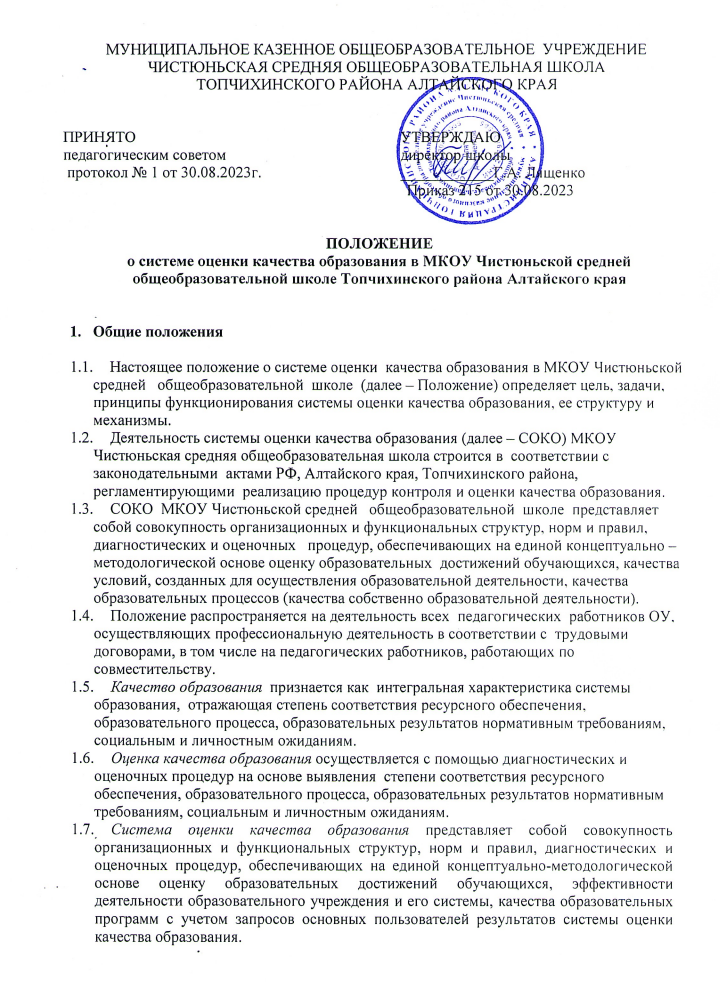 МУНИЦИПАЛЬНОЕ КАЗЕННОЕ ОБЩЕОБРАЗОВАТЕЛЬНОЕ УЧРЕЖДЕНИЕ
ЧИСТЮНЬСКАЯ СРЕДНЯЯ ОБЩЕОБРАЗОВАТЕЛЬНАЯ ШКОЛА
ТОПЧИХИНСКОГО РАЙОНА АЛТАЙСКОГО КРАЯ
ПРИНЯТО
педагогическим советом
протокол № 1 от 30.08.2023г.
УТВЕРЖДАЮ
директор школы
Т.А. Пащенко
Приказ 215 от 30.08.2023
ПОЛОЖЕНИЕ
о системе оценки качества образования в МКОУ Чистюньской средней
общеобразовательной школе Топчихинского района Алтайского края
1. Общие положения
1.1. Настоящее положение о системе оценки качества образования в МКОУ Чистюньской
средней общеобразовательной школе (далее – Положение) определяет цель, задачи,
принципы функционирования системы оценки качества образования, ее структуру и
механизмы.
1.2. Деятельность системы оценки качества образования (далее – СОКО) МКОУ
Чистюньская средняя общеобразовательная школа строится в соответствии с
законодательными актами РФ, Алтайского края, Топчихинского района,
регламентирующими реализацию процедур контроля и оценки качества образования.
1.3. СОКО МКОУ Чистюньской средней общеобразовательной школе представляет
собой совокупность организационных и функциональных структур, норм и правил,
диагностических и оценочных процедур, обеспечивающих на единой концептуально –
методологической основе оценку образовательных достижений обучающихся, качества
условий, созданных для осуществления образовательной деятельности, качества
образовательных процессов (качества собственно образовательной деятельности).
1.4. Положение распространяется на деятельность всех педагогических работников ОУ,
осуществляющих профессиональную деятельность в соответствии с трудовыми
договорами, в том числе на педагогических работников, работающих по
совместительству.
1.5. Качество образования признается как интегральная характеристика системы
образования, отражающая степень соответствия ресурсного обеспечения,
образовательного процесса, образовательных результатов нормативным требованиям,
социальным и личностным ожиданиям.
1.6. Оценка качества образования осуществляется с помощью диагностических и
оценочных процедур на основе выявления степени соответствия ресурсного
обеспечения, образовательного процесса, образовательных результатов нормативным
требованиям, социальным и личностным ожиданиям.
1.7. Система оценки качества образования представляет собой совокупность
организационных и функциональных структур, норм и правил, диагностических и
оценочных процедур, обеспечивающих на единой концептуально-методологической
основе оценку образовательных достижений обучающихся, эффективности
деятельности образовательного учреждения и его системы, качества образовательных
программ с учетом запросов основных пользователей результатов системы оценки
качества образования.